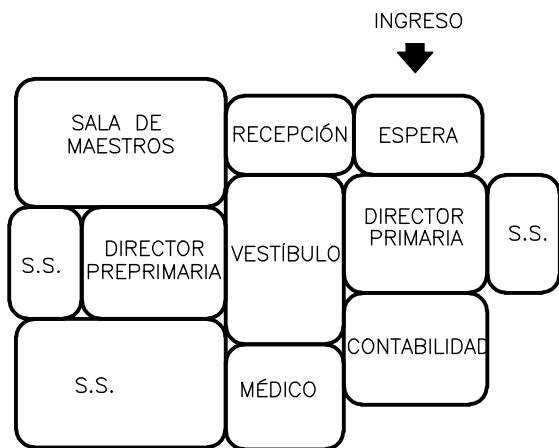 INGRESO
SALA DE
MAESTROS
RECEPCIÓN
ESPERA
S.S.
DIRECTOR
PREPRIMARIA
VESTÍBULO
DIRECTOR
PRIMARIA
S.S.
CONTABILIDAD
S.S.
MÉDICO